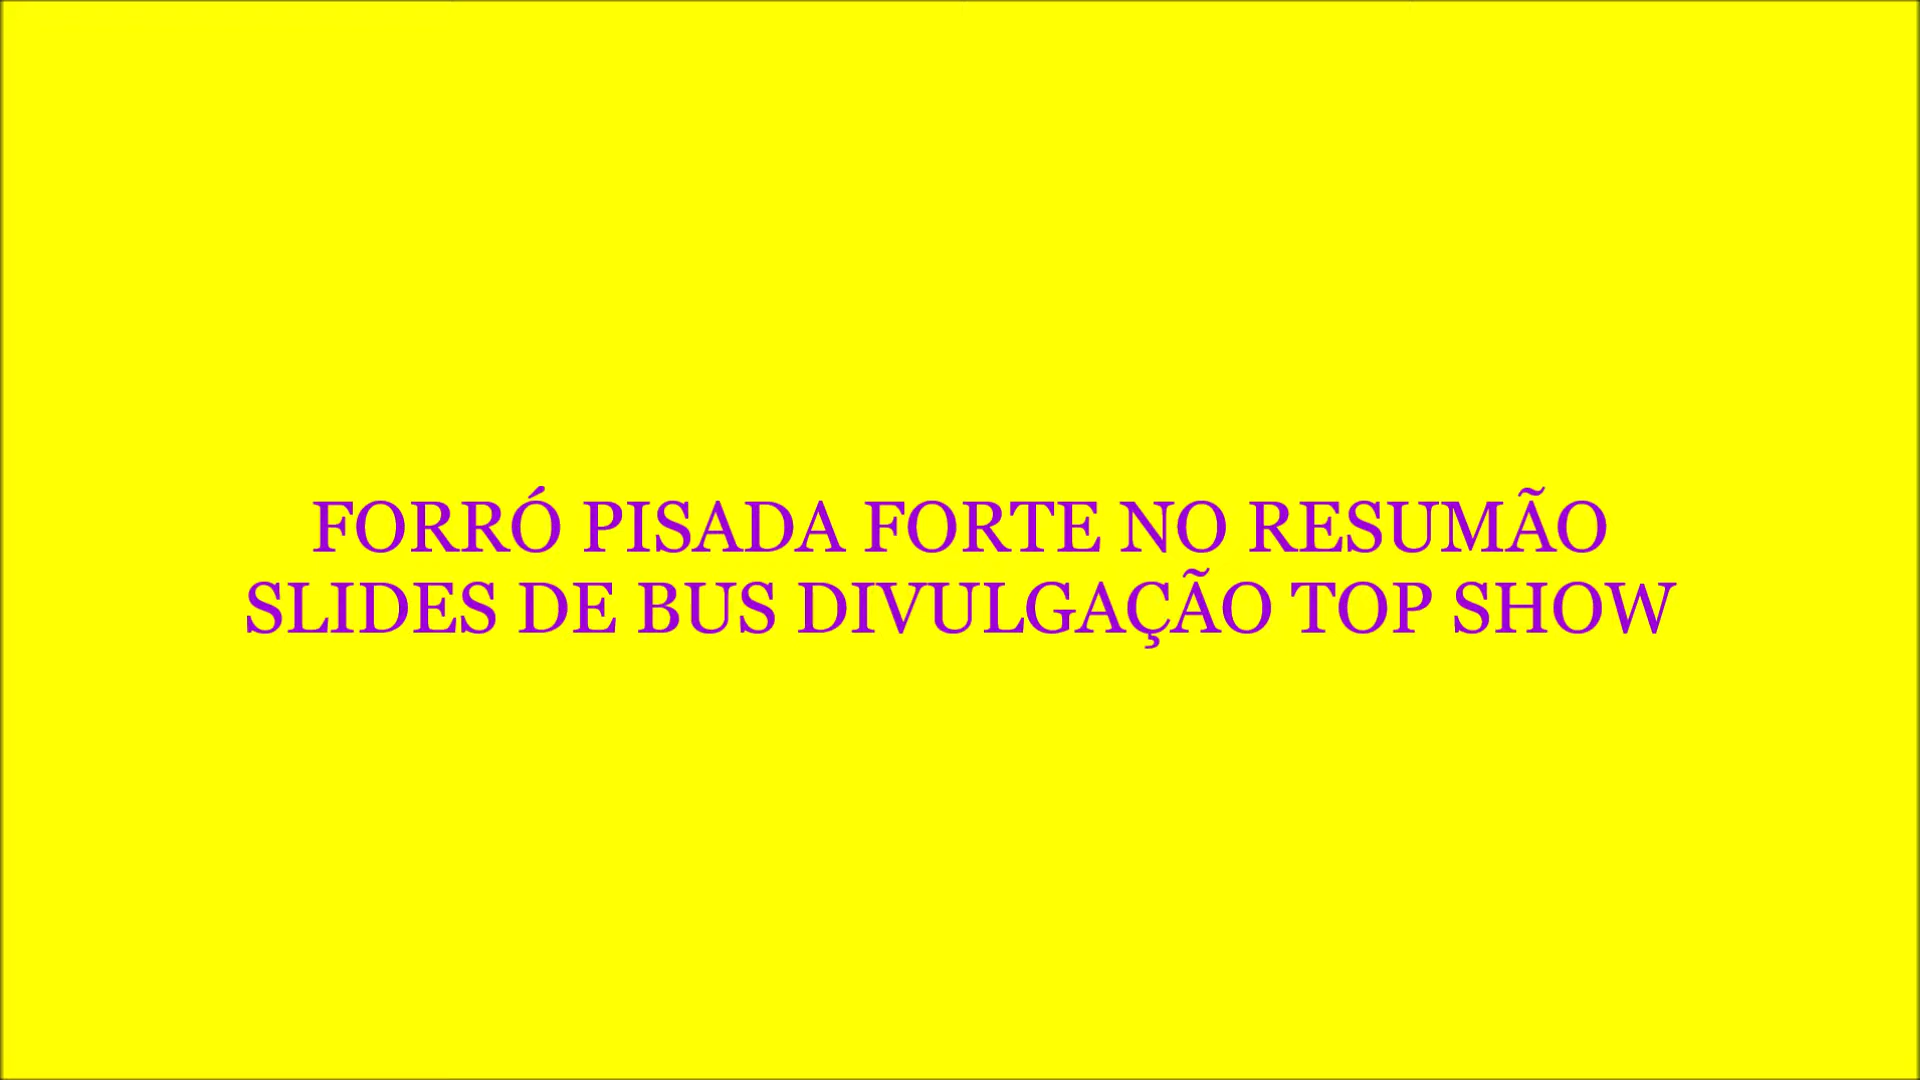 FORRÓ PISADA FORTE NO RESUMÃO
SLIDES DE BUS DIVULGAÇÃO TOP SHOW